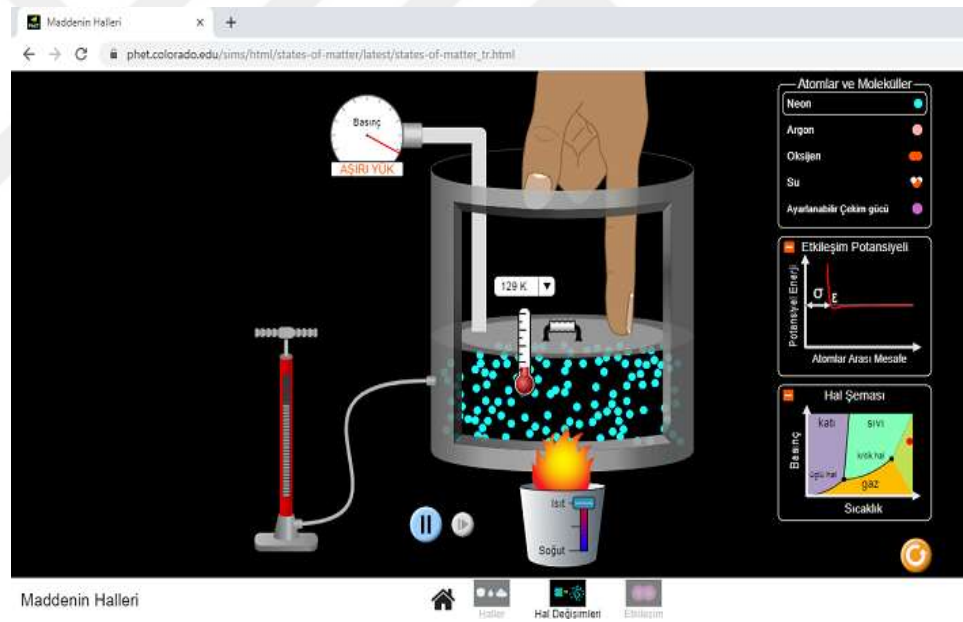 Maddenin Halleri
phet.colorado.edu/sims/html/states-of-matter/latest/states-of-matter_tr.html
Basınç
AŞIRI YÜK
129 K
Isıt
Soğut
Atomlar ve Moleküller
Neon
Argon
Oksijen
Su
Ayarlanabilir Çekim gücü
Etkileşim Potansiyeli
Potansiyel Enerji
σ
ε
Atomlar Arası Mesafe
Hal Şeması
Basınç
katı
sıvı
kritik hal
üçlü hal
gaz
Sıcaklık
Maddenin Halleri
Haller
Hal Değişimleri
Etkileşim